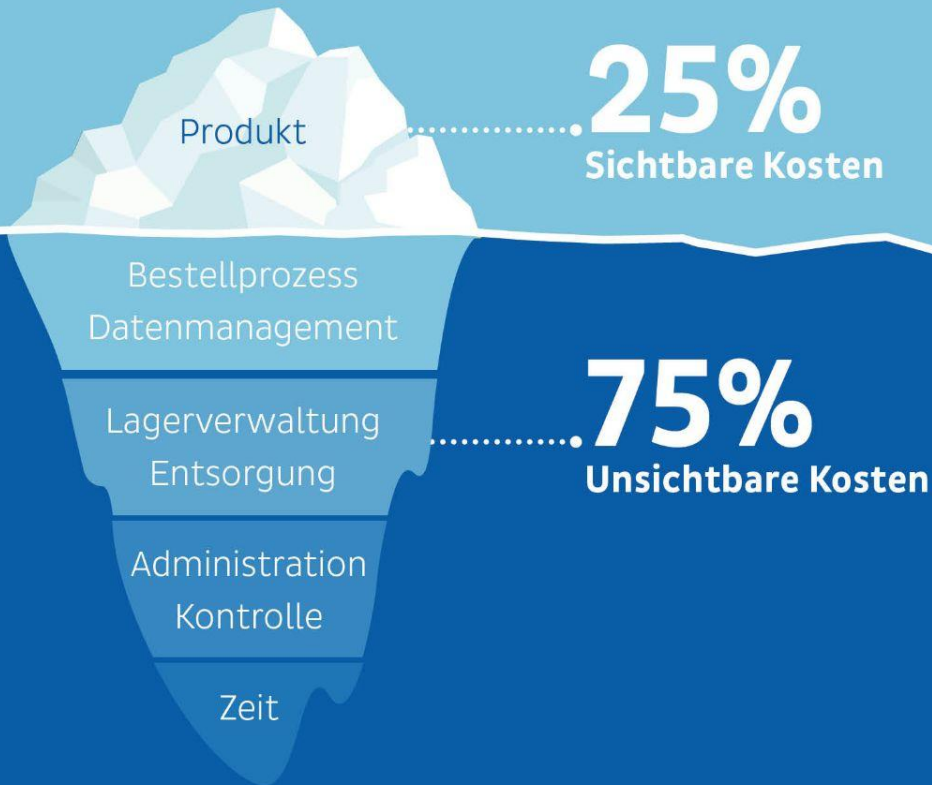 Produkt
25%
Sichtbare Kosten
Bestellprozess
Datenmanagement
Lagerverwaltung
Entsorgung
75%
Unsichtbare Kosten
Administration
Kontrolle
Zeit